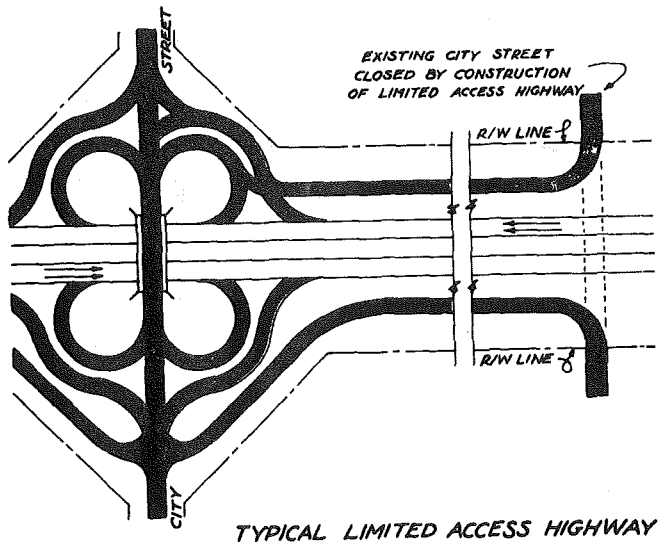 STREET
EXISTING CITY STREET
CLOSED BY CONSTRUCTION
OF LIMITED ACCESS HIGHWAY
R/W LINE
R/W LINE
CITY
TYPICAL LIMITED ACCESS HIGHWAY